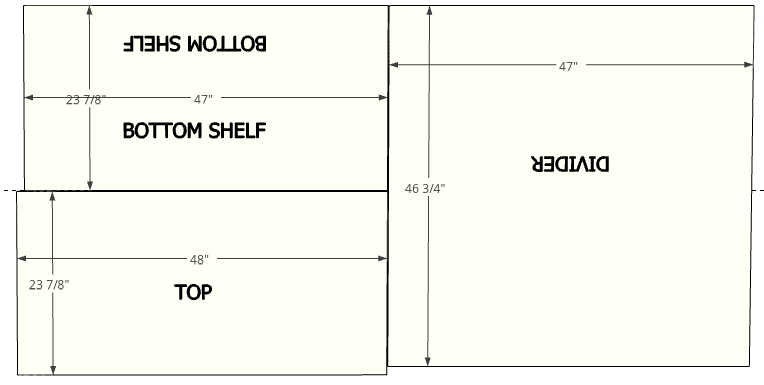 BOTTOM SHELF
47"
23 7/8"
47"
BOTTOM SHELF
DIVIDER
46 3/4"
48"
23 7/8"
TOP